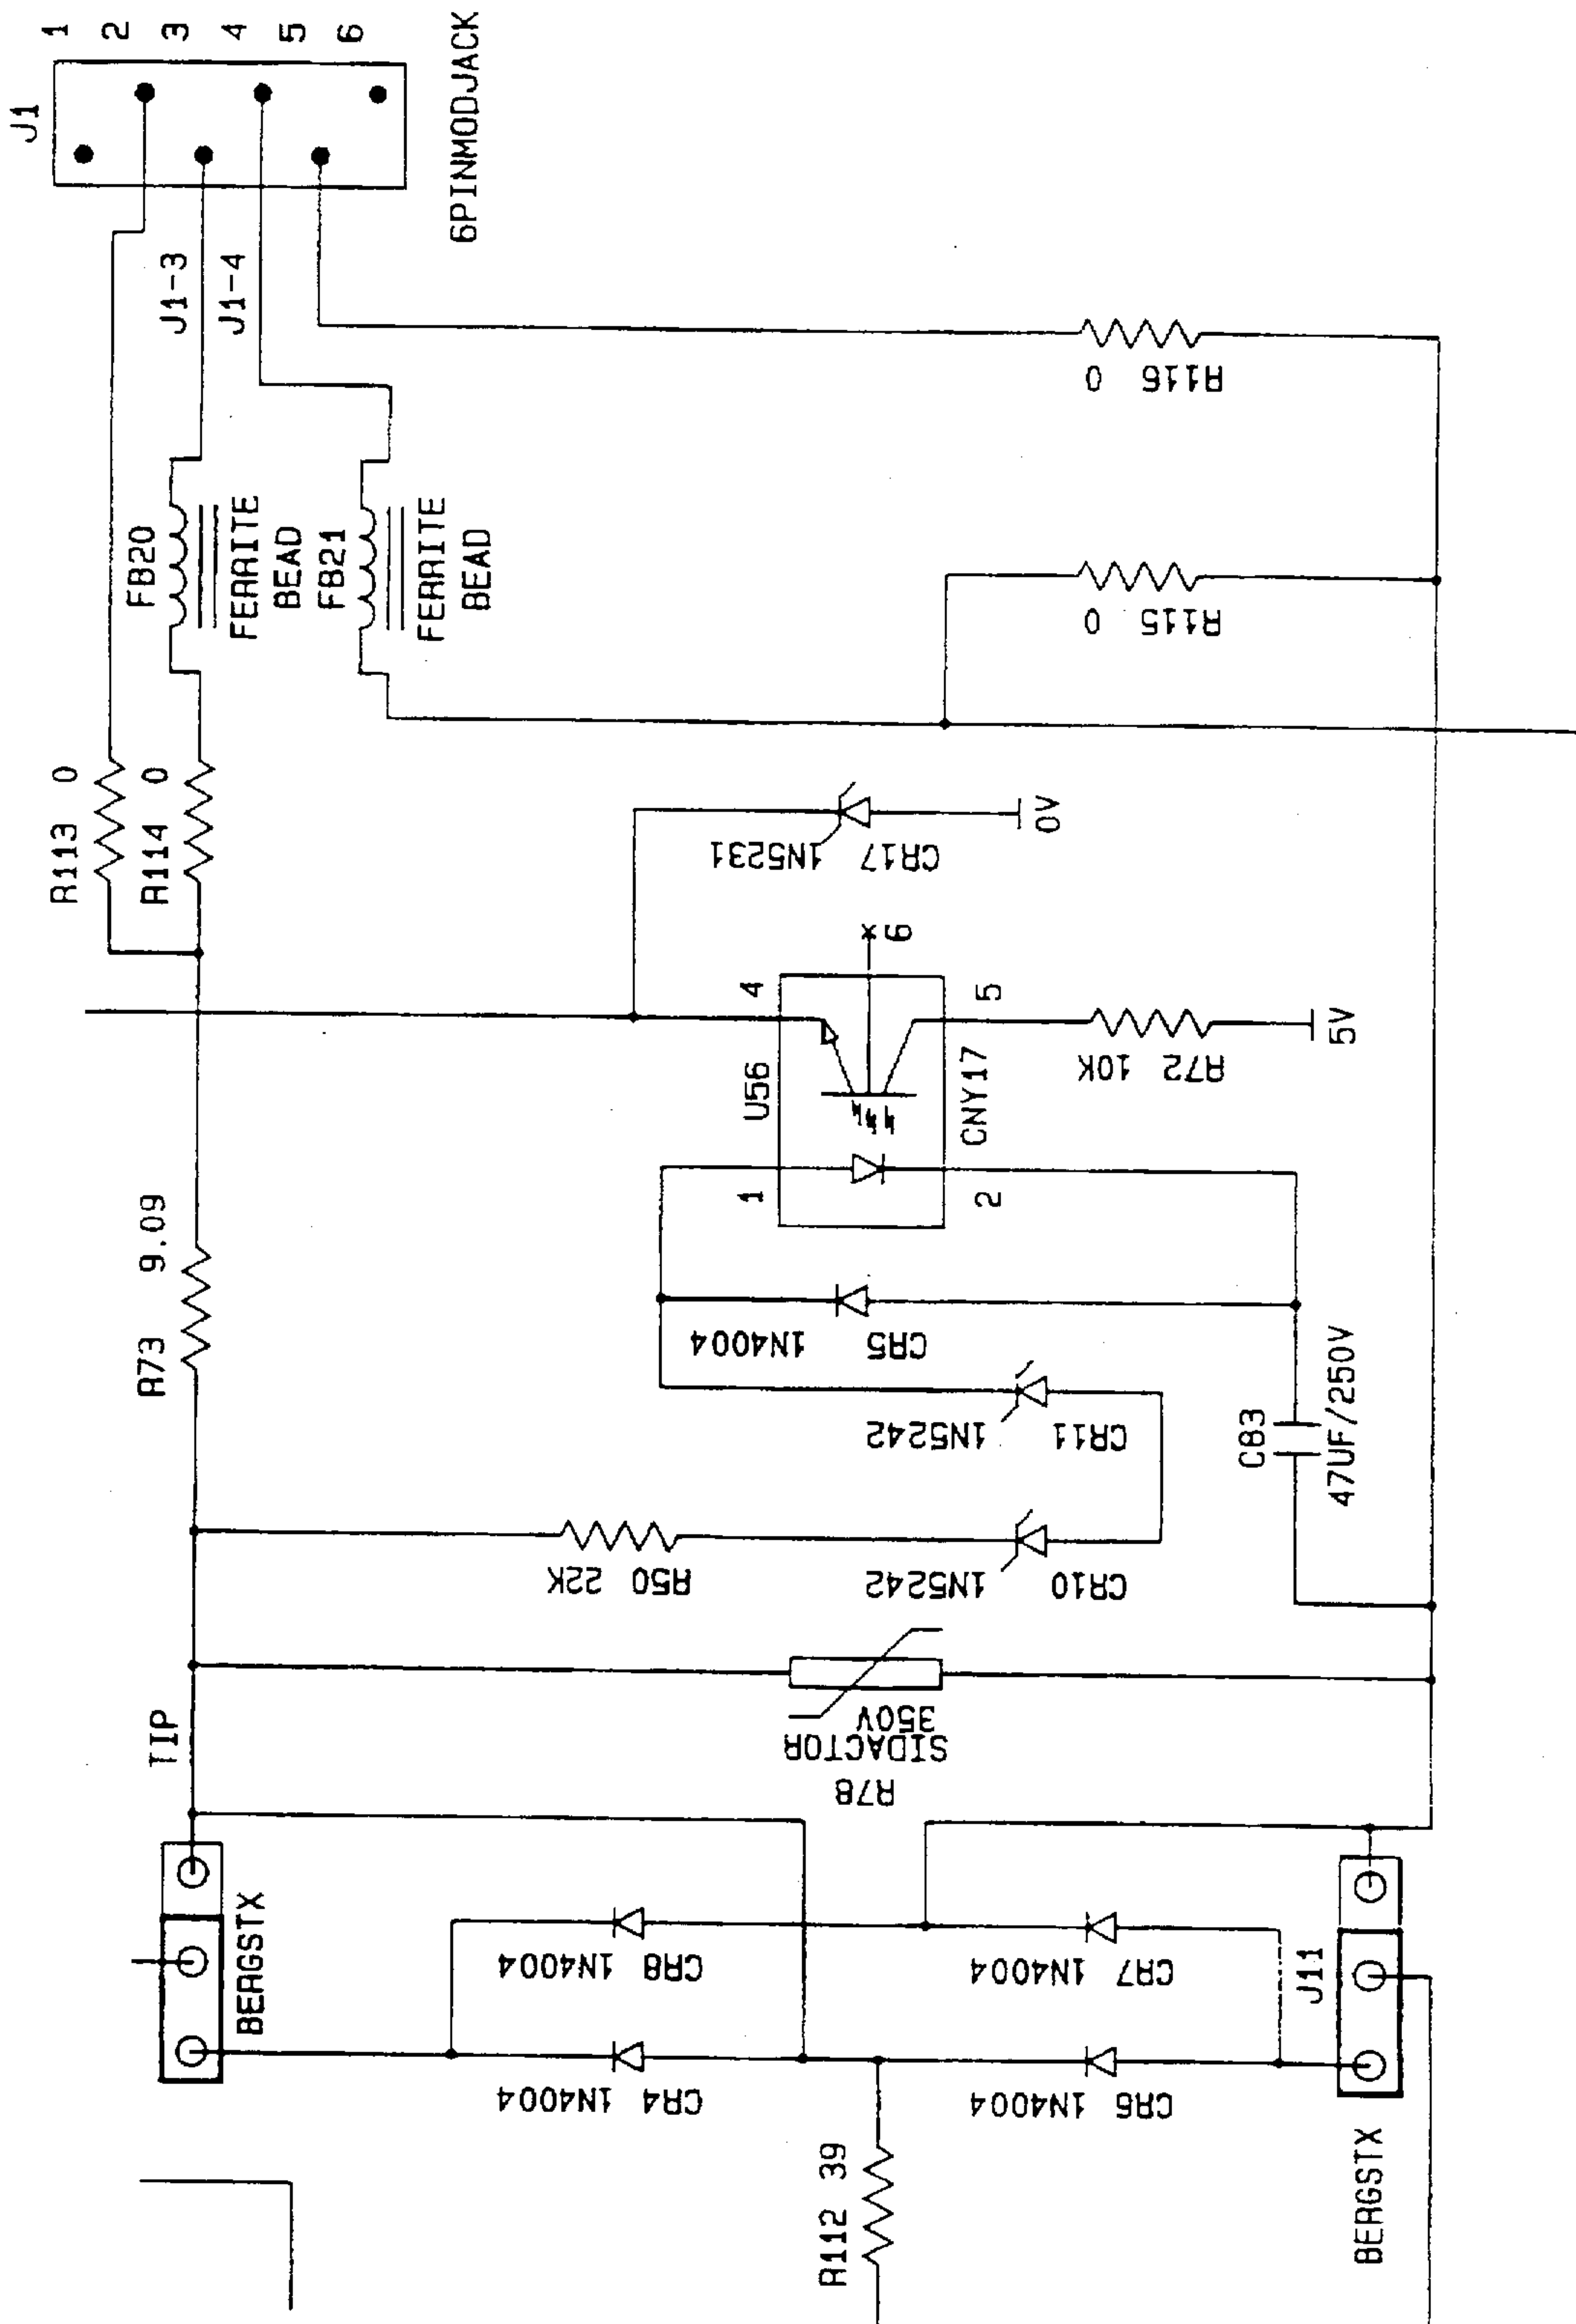 J1
1
2
3
4
5
6
6PINMODJACK
J1-3
J1-4
R116 0
FB20
FERRITE
BEAD
FB21
FERRITE
BEAD
R115 0
R113 0
R114 0
1N5231
CR17
0V
6
4
5
U56
CNY17
1
2
R72 10K
5V
R73 9.09
1N4004
CR5
1N5242
CR11
C83
47UF/250V
R50 22K
1N5242
CR10
TIP
350V
SIDACTOR
R78
BERGSTX
CR8 1N4004
CR7 1N4004
J11
CR4 1N4004
CR6 1N4004
R112 39
BERGSTX